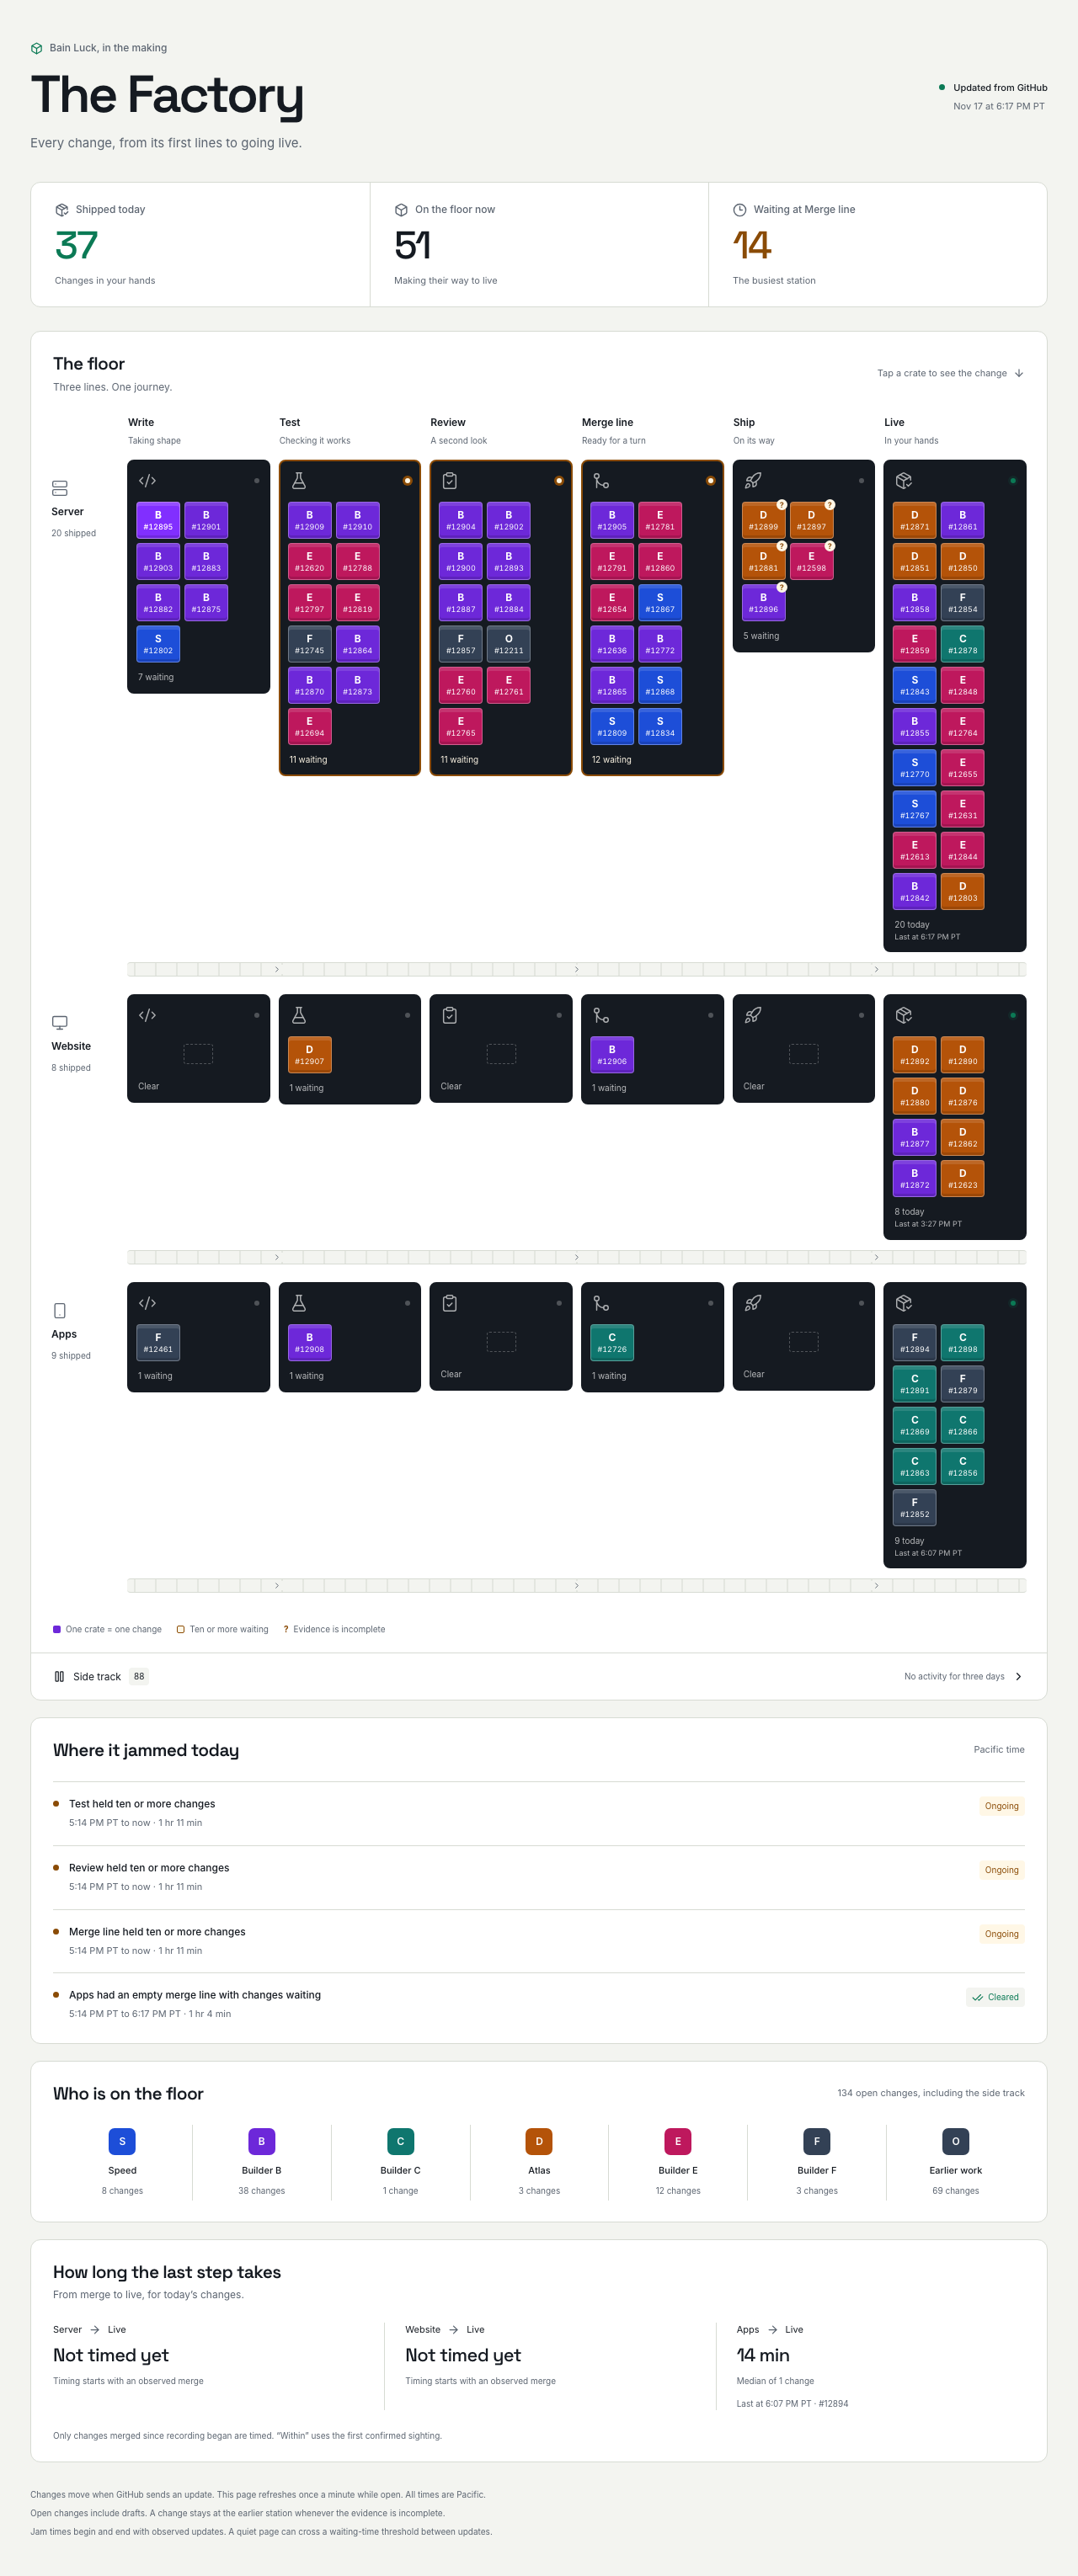 Bain Luck, in the making
The Factory
Every change, from its first lines to going live.
Updated from GitHub
Nov 17 at 6:17 PM PT
Shipped today
37
Changes in your hands
On the floor now
51
Making their way to live
Waiting at Merge line
14
The busiest station
The floor
Three lines. One journey.
Tap a crate to see the change
Write
Taking shape
Test
Checking it works
Review
A second look
Merge line
Ready for a turn
Ship
On its way
Live
In your hands
Server
20 shipped
B B
#12895 #12901
B B
#12903 #12883
B B
#12882 #12875
S
#12802
7 waiting
B B
#12909 #12910
E E
#12620 #12788
E E
#12797 #12819
F B
#12745 #12864
B B
#12870 #12873
E
#12694
11 waiting
B B
#12904 #12902
B B
#12900 #12893
B B
#12887 #12884
F O
#12857 #12211
E E
#12760 #12761
E
#12765
11 waiting
B E
#12905 #12781
E E
#12791 #12860
E S
#12654 #12867
B B
#12636 #12772
B S
#12865 #12868
S S
#12809 #12834
12 waiting
D ? D ?
#12899 #12897
D ? E ?
#12881 #12598
B ?
#12896
5 waiting
D B
#12871 #12861
D D
#12851 #12850
B F
#12858 #12854
E C
#12859 #12878
S E
#12843 #12848
B E
#12855 #12764
S E
#12770 #12655
S E
#12767 #12631
E E
#12613 #12844
B D
#12842 #12803
20 today
Last at 6:17 PM PT
Website
8 shipped
Clear
D
#12907
1 waiting
Clear
B
#12906
1 waiting
Clear
D D
#12892 #12890
D D
#12880 #12876
B D
#12877 #12862
B D
#12872 #12623
8 today
Last at 3:27 PM PT
Apps
9 shipped
F
#12461
1 waiting
B
#12908
1 waiting
Clear
C
#12726
1 waiting
Clear
F C
#12894 #12898
C F
#12891 #12879
C C
#12869 #12866
C C
#12863 #12856
F
#12852
9 today
Last at 6:07 PM PT
One crate = one change
Ten or more waiting
? Evidence is incomplete
Side track 88
No activity for three days
Where it jammed today
Pacific time
Test held ten or more changes
5:14 PM PT to now · 1 hr 11 min
Ongoing
Review held ten or more changes
5:14 PM PT to now · 1 hr 11 min
Ongoing
Merge line held ten or more changes
5:14 PM PT to now · 1 hr 11 min
Ongoing
Apps had an empty merge line with changes waiting
5:14 PM PT to 6:17 PM PT · 1 hr 4 min
Cleared
Who is on the floor
134 open changes, including the side track
S
Speed
8 changes
B
Builder B
38 changes
C
Builder C
1 change
D
Atlas
3 changes
E
Builder E
12 changes
F
Builder F
3 changes
O
Earlier work
69 changes
How long the last step takes
From merge to live, for today's changes.
Server → Live
Not timed yet
Timing starts with an observed merge
Website → Live
Not timed yet
Timing starts with an observed merge
Apps → Live
14 min
Median of 1 change
Last at 6:07 PM PT · #12894
Only changes merged since recording began are timed. “Within” uses the first confirmed sighting.
Changes move when GitHub sends an update. This page refreshes once a minute while open. All times are Pacific.
Open changes include drafts. A change stays at the earlier station whenever the evidence is incomplete.
Jam times begin and end with observed updates. A quiet page can cross a waiting-time threshold between updates.